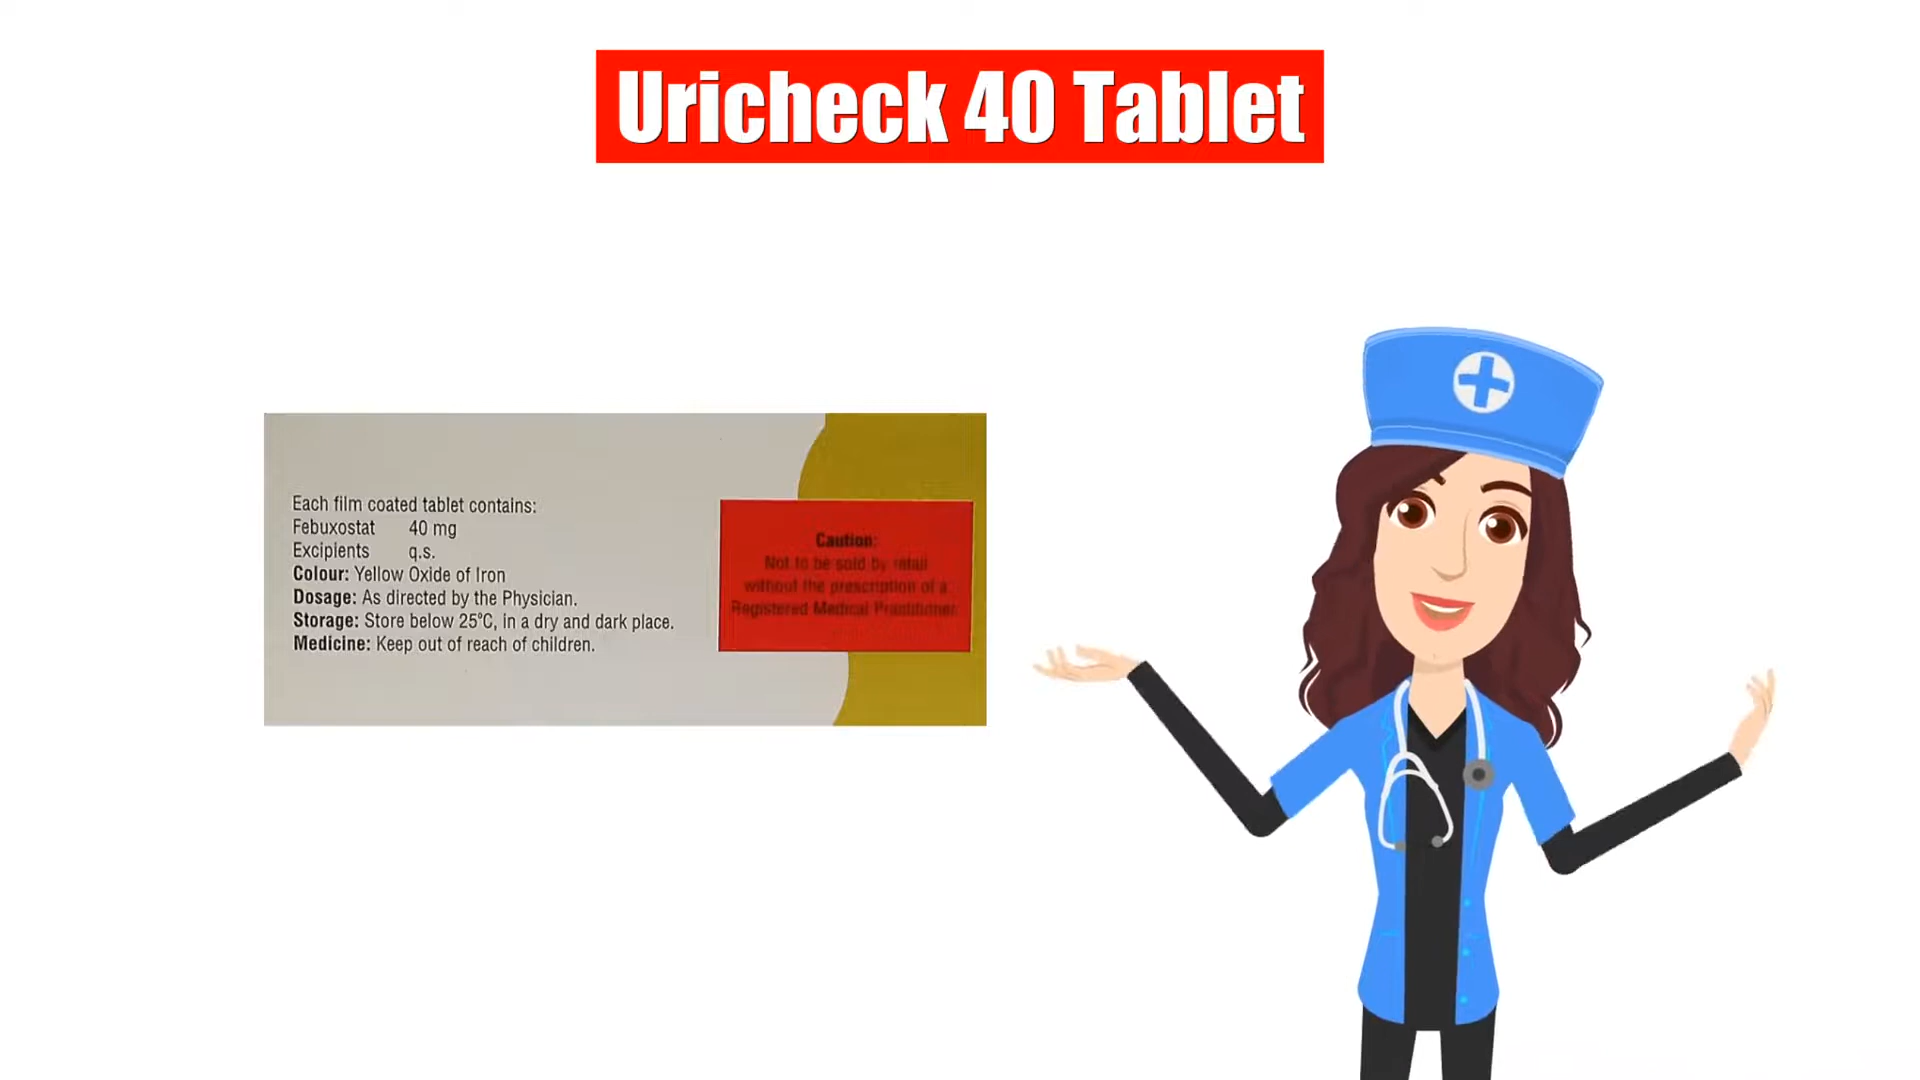 Uricheck 40 Tablet
Each film coated tablet contains:
Febuxostat 40 mg
Excipients q.s.
Colour: Yellow Oxide of Iron
Dosage: As directed by the Physician.
Storage: Store below 25°C, in a dry and dark place.
Medicine: Keep out of reach of children.
Caution:
Not to be sold by retail
without the prescription of a
Registered Medical Practitioner.